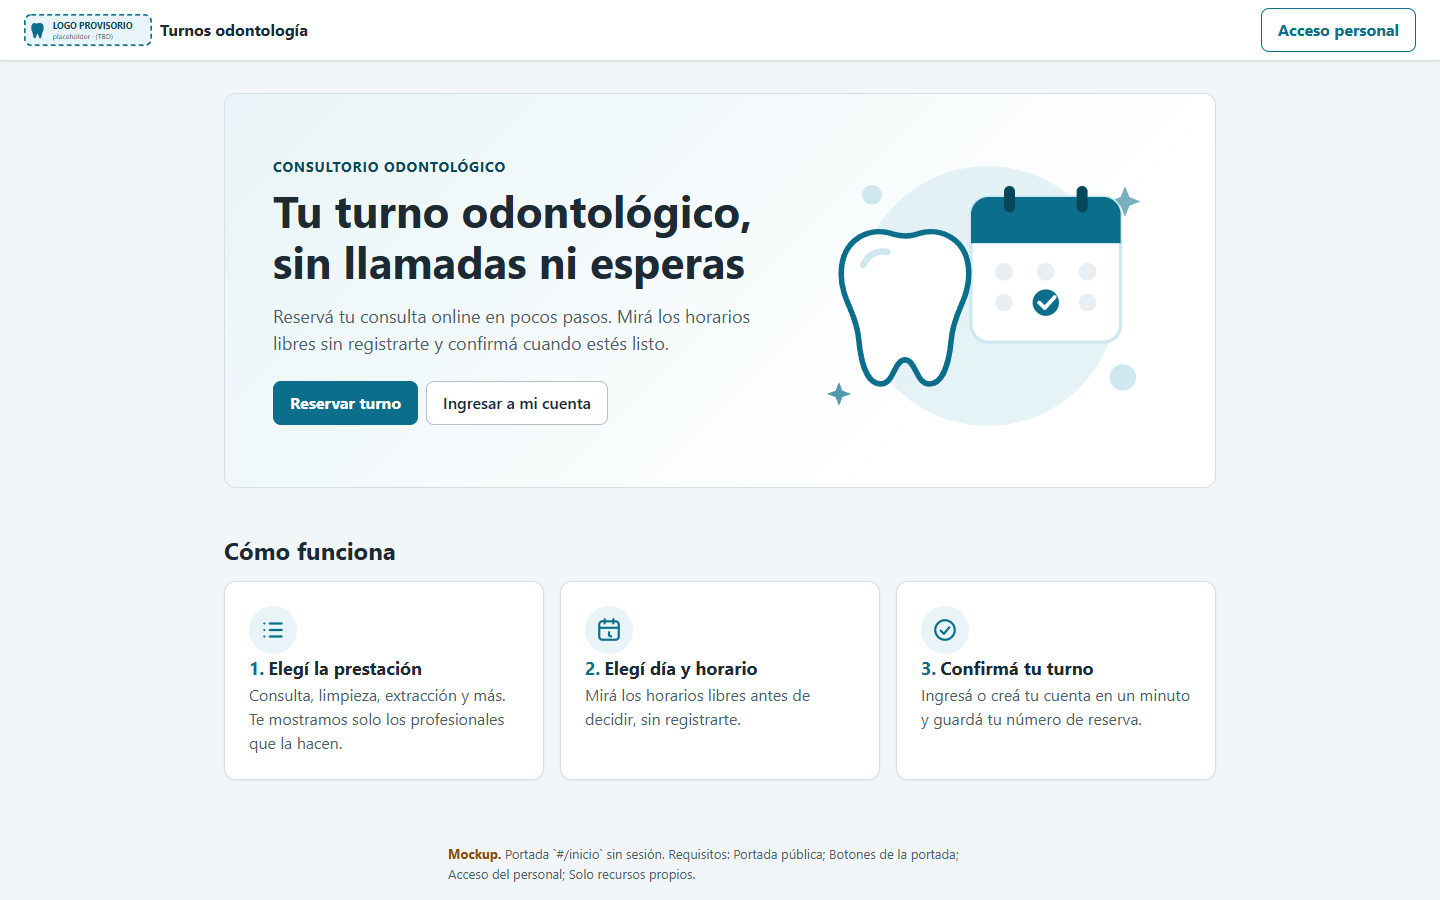 LOGO PROVISORIO
placeholder · (TBD)
Turnos odontología
Acceso personal
CONSULTORIO ODONTOLÓGICO
Tu turno odontológico,
sin llamadas ni esperas
Reservá tu consulta online en pocos pasos. Mirá los horarios
libres sin registrarte y confirmá cuando estés listo.
Reservar turno
Ingresar a mi cuenta
Cómo funciona
1. Elegí la prestación
Consulta, limpieza, extracción y más.
Te mostramos solo los profesionales
que la hacen.
2. Elegí día y horario
Mirá los horarios libres antes de
decidir, sin registrarte.
3. Confirmá tu turno
Ingresá o creá tu cuenta en un minuto
y guardá tu número de reserva.
Mockup. Portada `#/inicio` sin sesión. Requisitos: Portada pública; Botones de la portada;
Acceso del personal; Solo recursos propios.